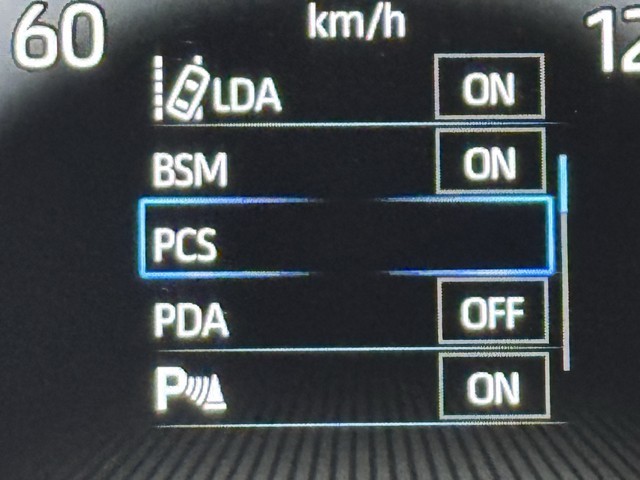 60 km/h 12
LDA ON
BSM ON
PCS
PDA OFF
P ON